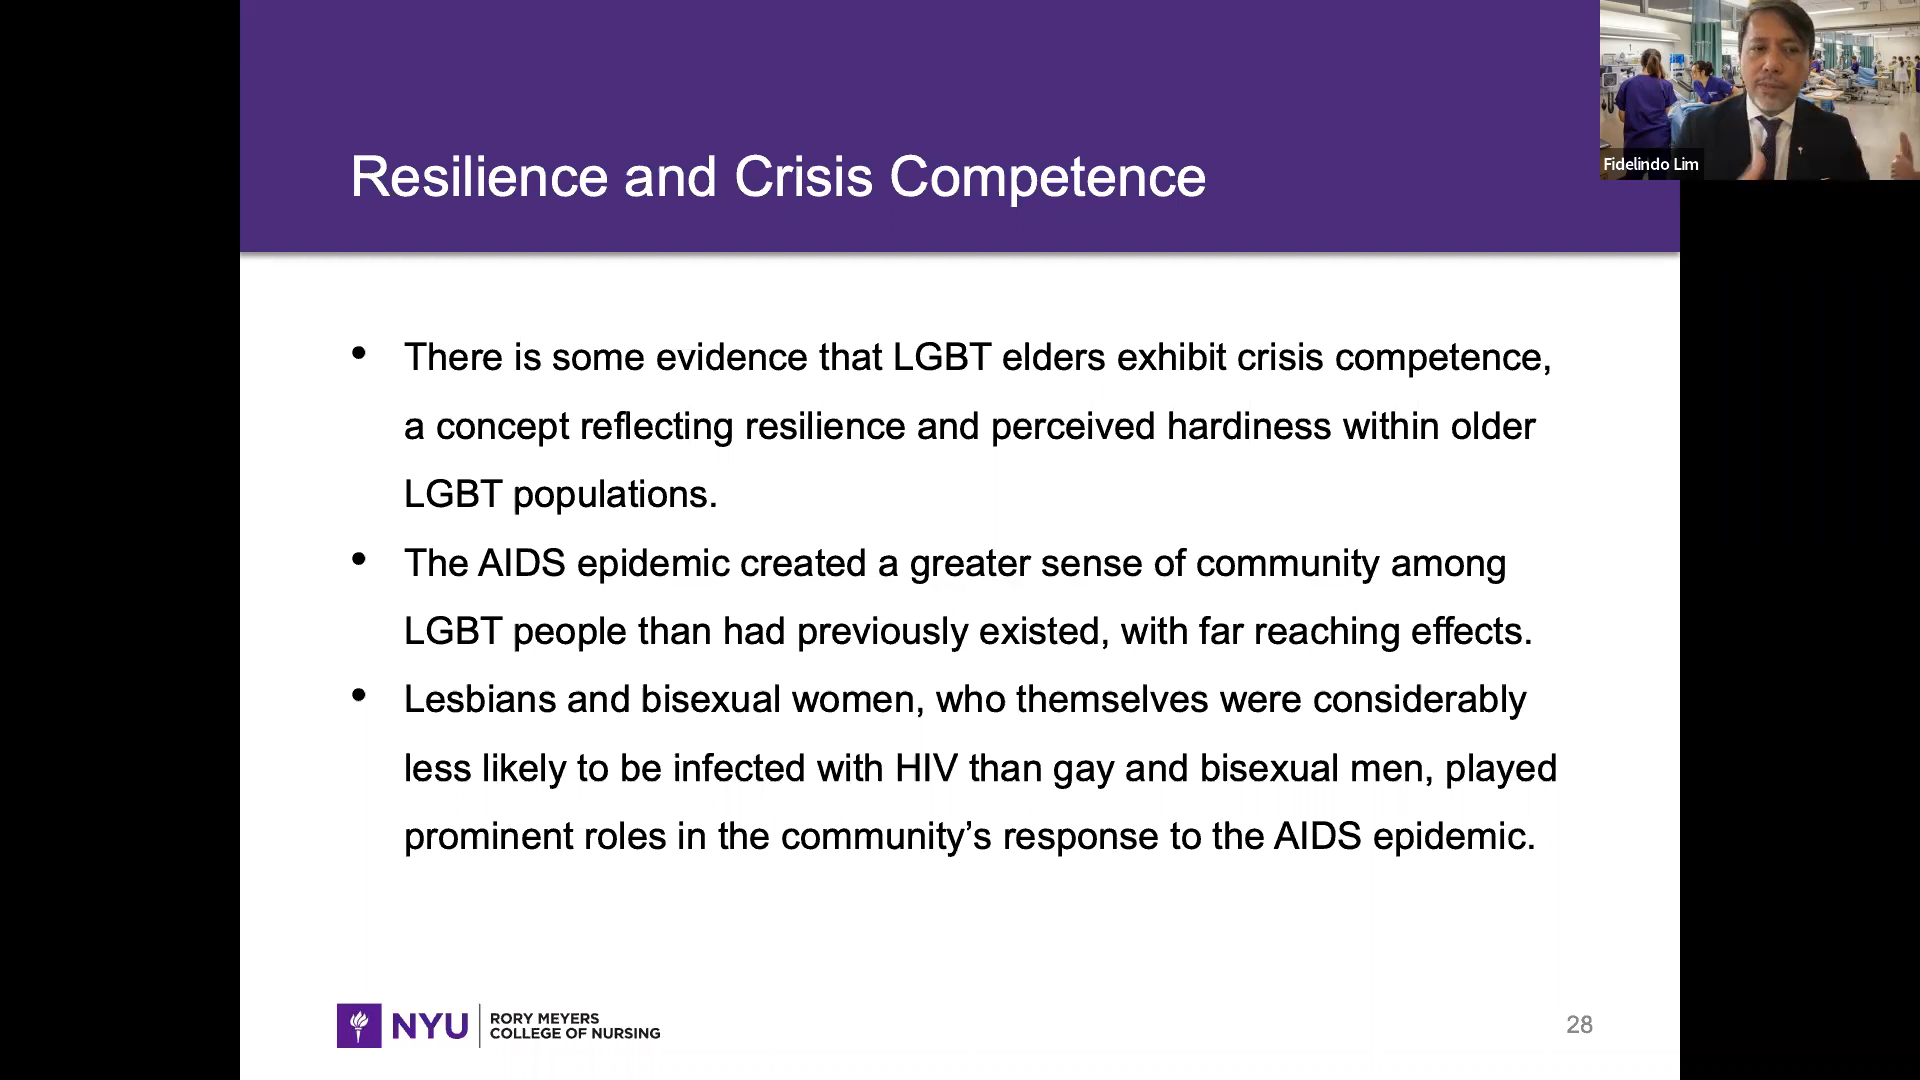 Resilience and Crisis Competence
Fidelindo Lim
• There is some evidence that LGBT elders exhibit crisis competence,
a concept reflecting resilience and perceived hardiness within older
LGBT populations.
• The AIDS epidemic created a greater sense of community among
LGBT people than had previously existed, with far reaching effects.
• Lesbians and bisexual women, who themselves were considerably
less likely to be infected with HIV than gay and bisexual men, played
prominent roles in the community’s response to the AIDS epidemic.
NYU
RORY MEYERS
COLLEGE OF NURSING
28